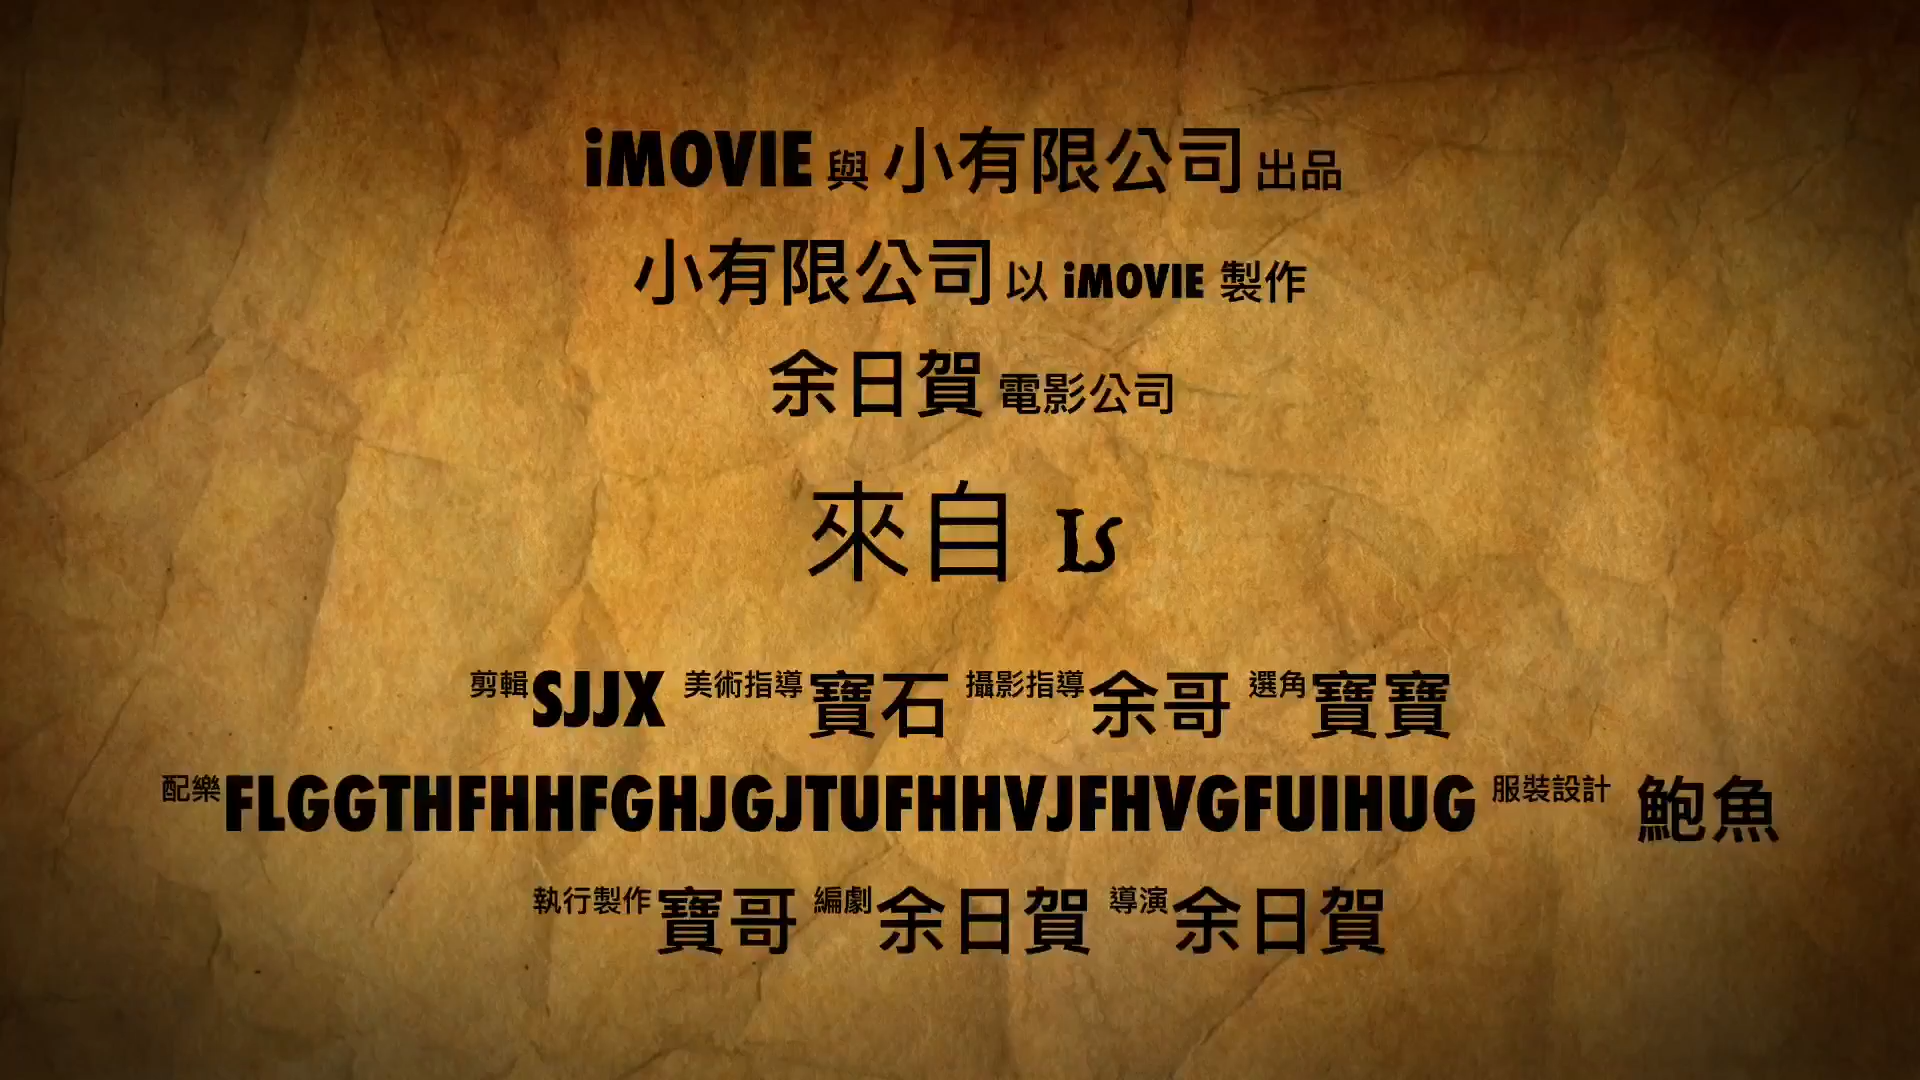 iMOVIE 與 小有限公司 出品
小有限公司 以 iMOVIE 製作
余日賀 電影公司
來自 Is
剪輯 SJJX 美術指導 寶石 攝影指導 余哥 選角 寶寶
配樂 FLGGTHFHHFGHJGJTUFHHVJFHVGFUIHUG 服裝設計 鮑魚
執行製作 寶哥 編劇 余日賀 導演 余日賀